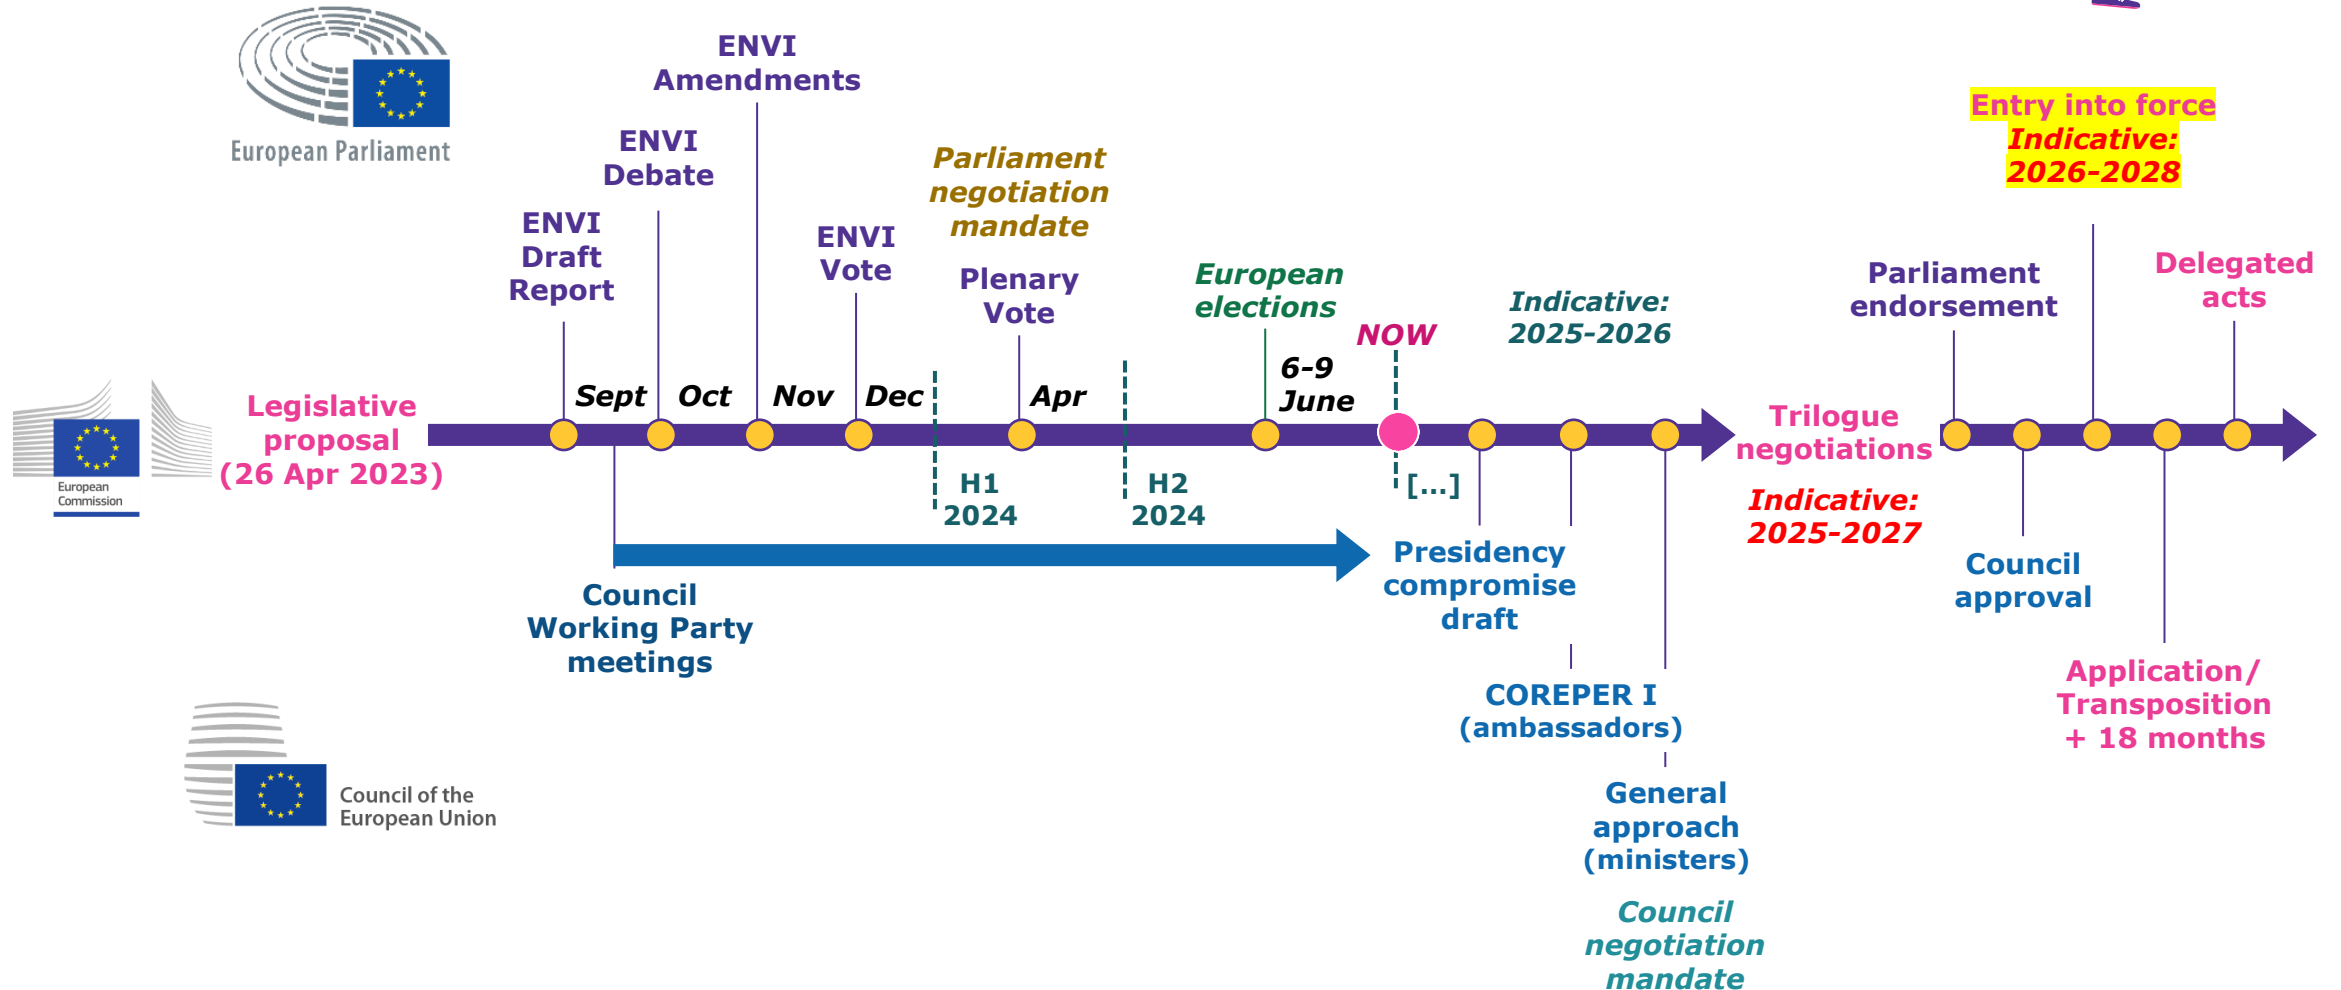 European Parliament
ENVI
Amendments
ENVI
Debate
ENVI
Draft
Report
ENVI
Vote
Parliament
negotiation
mandate
Plenary
Vote
European
elections
NOW
Indicative:
2025-2026
Entry into force
Indicative:
2026-2028
Parliament
endorsement
Delegated
acts
European
Commission
Legislative
proposal
(26 Apr 2023)
Sept
Oct
Nov
Dec
Apr
6-9
June
H1
2024
H2
2024
[...]
Trilogue
negotiations
Indicative:
2025-2027
Council
Working Party
meetings
Presidency
compromise
draft
COREPER I
(ambassadors)
General
approach
(ministers)
Council
negotiation
mandate
Council
approval
Application/
Transposition
+ 18 months
Council of the
European Union